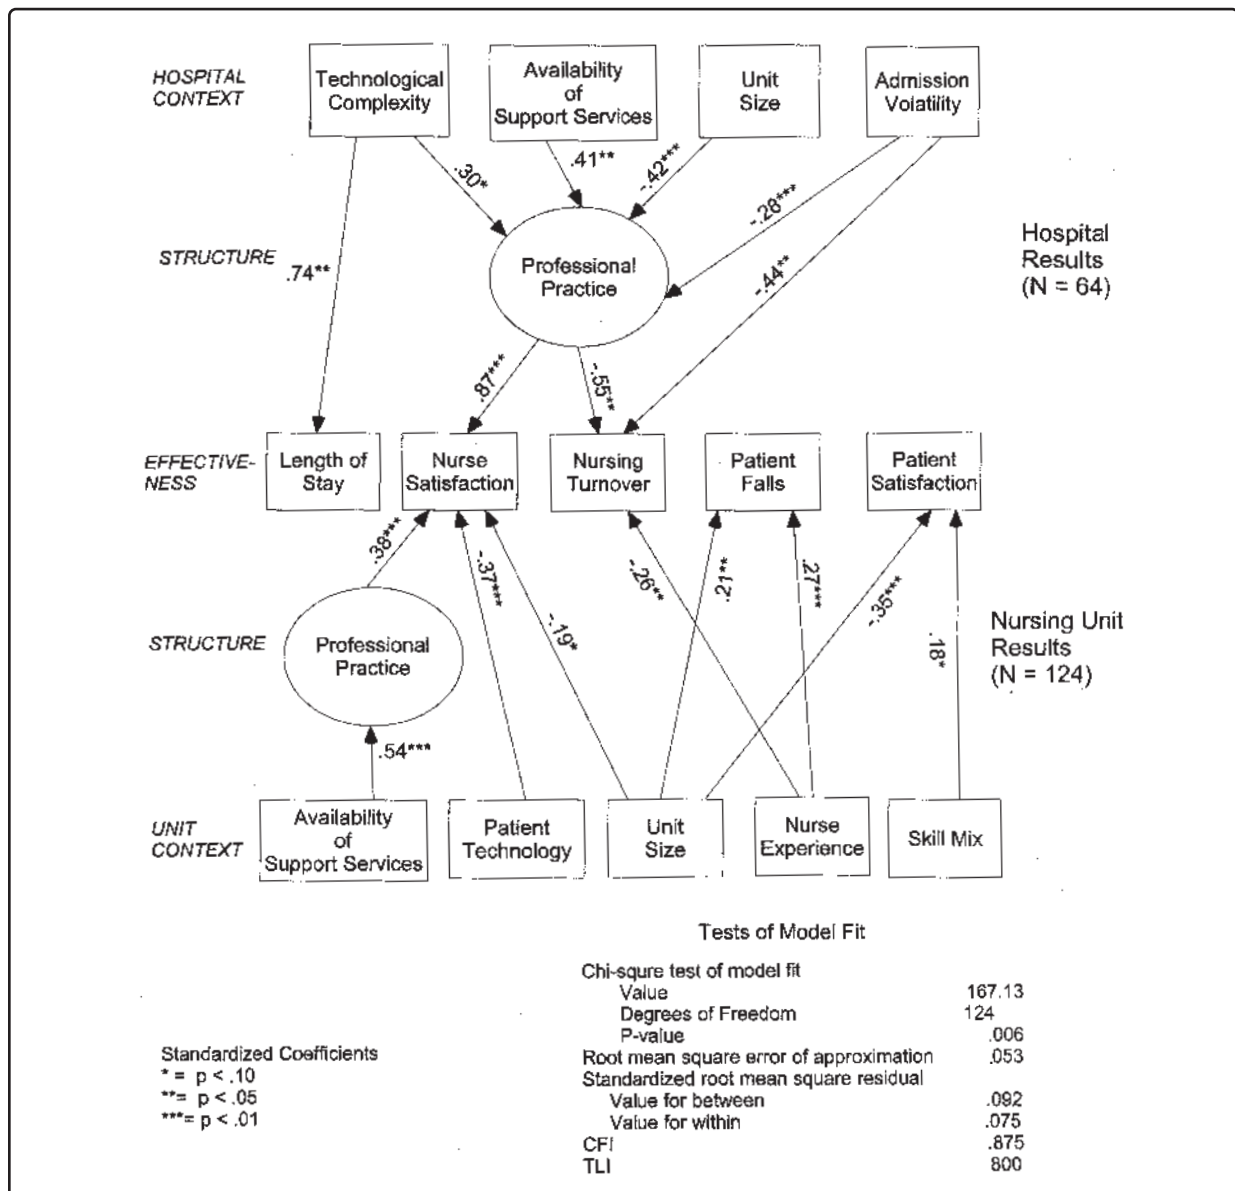 HOSPITAL
CONTEXT
Technological
Complexity
Availability
of
Support Services
Unit
Size
Admission
Volatility
.30*
.41**
-.42***
-.28***
-.44**
.74**
STRUCTURE
Professional
Practice
Hospital
Results
(N = 64)
.87***
-.55**
EFFECTIVE-
NESS
Length of
Stay
Nurse
Satisfaction
Nursing
Turnover
Patient
Falls
Patient
Satisfaction
.38***
-.37***
-.19*
-.26**
.21**
.27***
-.35***
.18*
STRUCTURE
Professional
Practice
Nursing Unit
Results
(N = 124)
.54***
UNIT
CONTEXT
Availability
of
Support Services
Patient
Technology
Unit
Size
Nurse
Experience
Skill Mix
Tests of Model Fit
Chi-squre test of model fit
Value 167.13
Degrees of Freedom 124
P-value .006
Root mean square error of approximation .053
Standardized root mean square residual
Value for between .092
Value for within .075
CFI .875
TLI 800
Standardized Coefficients
* = p < .10
**= p < .05
***= p < .01